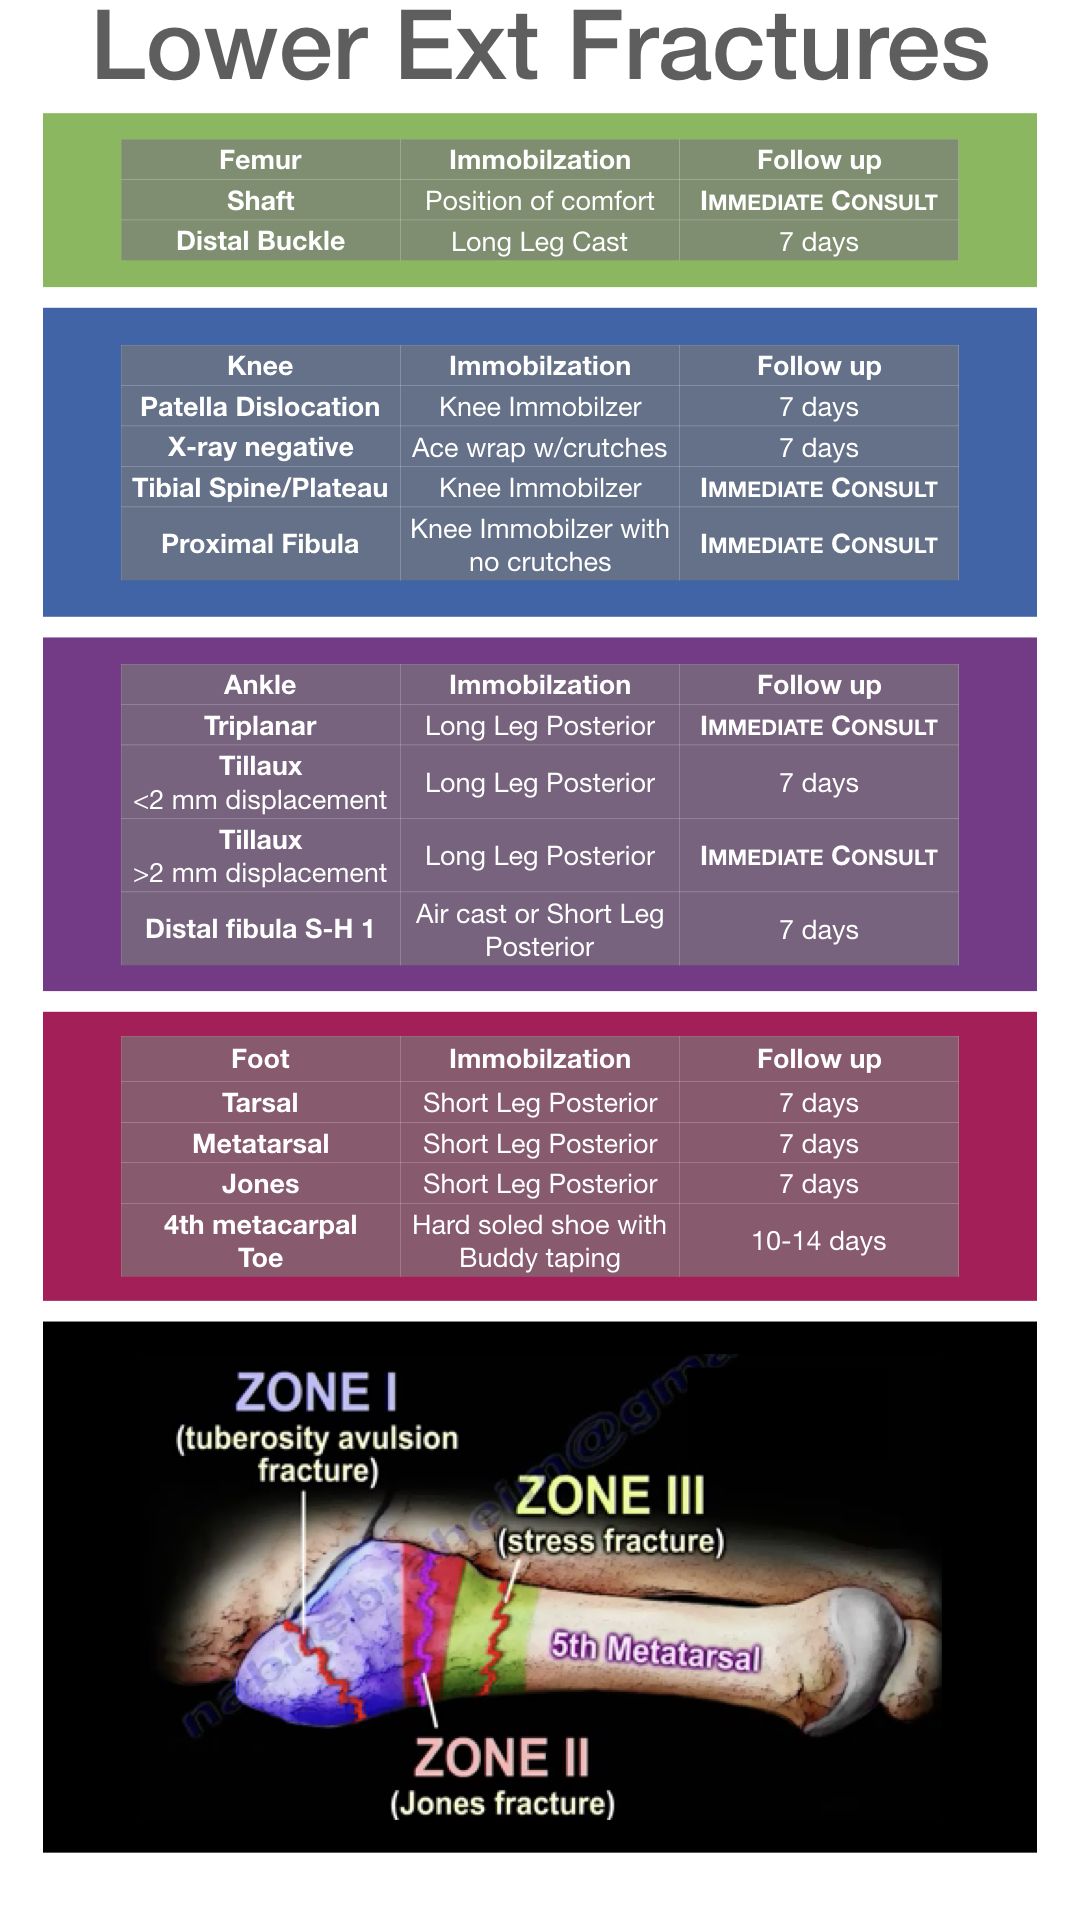 Lower Ext Fractures
Femur Immobilzation Follow up
Shaft Position of comfort IMMEDIATE CONSULT
Distal Buckle Long Leg Cast 7 days
Knee Immobilzation Follow up
Patella Dislocation Knee Immobilzer 7 days
X-ray negative Ace wrap w/crutches 7 days
Tibial Spine/Plateau Knee Immobilzer IMMEDIATE CONSULT
Proximal Fibula Knee Immobilzer with
no crutches IMMEDIATE CONSULT
Ankle Immobilzation Follow up
Triplanar Long Leg Posterior IMMEDIATE CONSULT
Tillaux
<2 mm displacement Long Leg Posterior 7 days
Tillaux
>2 mm displacement Long Leg Posterior IMMEDIATE CONSULT
Distal fibula S-H 1 Air cast or Short Leg
Posterior 7 days
Foot Immobilzation Follow up
Tarsal Short Leg Posterior 7 days
Metatarsal Short Leg Posterior 7 days
Jones Short Leg Posterior 7 days
4th metacarpal Hard soled shoe with
Toe Buddy taping 10-14 days
ZONE I
(tuberosity avulsion
fracture)
ZONE III
(stress fracture)
5th Metatarsal
ZONE II
(Jones fracture)